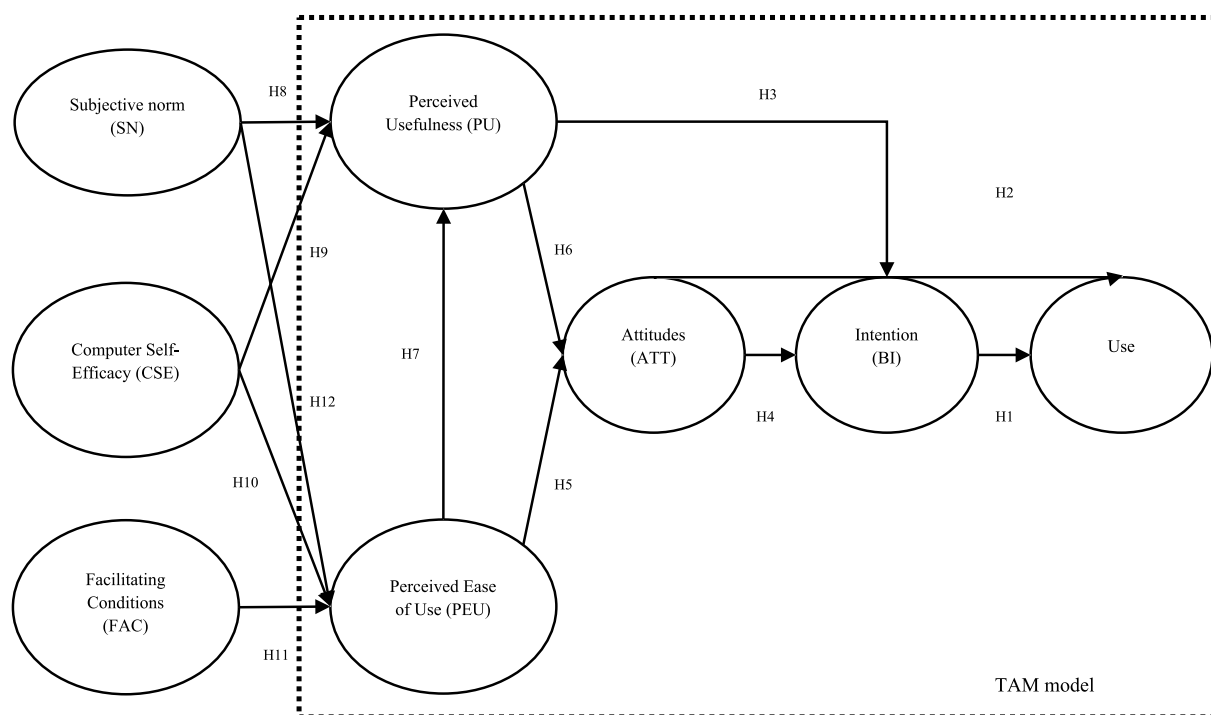 Subjective norm
(SN)
H8
Perceived
Usefulness (PU)
H3
H2
H9
H6
Computer Self-
Efficacy (CSE)
H7
Attitudes
(ATT)
Intention
(BI)
Use
H12
H4
H1
H10
H5
Facilitating
Conditions
(FAC)
Perceived Ease
of Use (PEU)
H11
TAM model